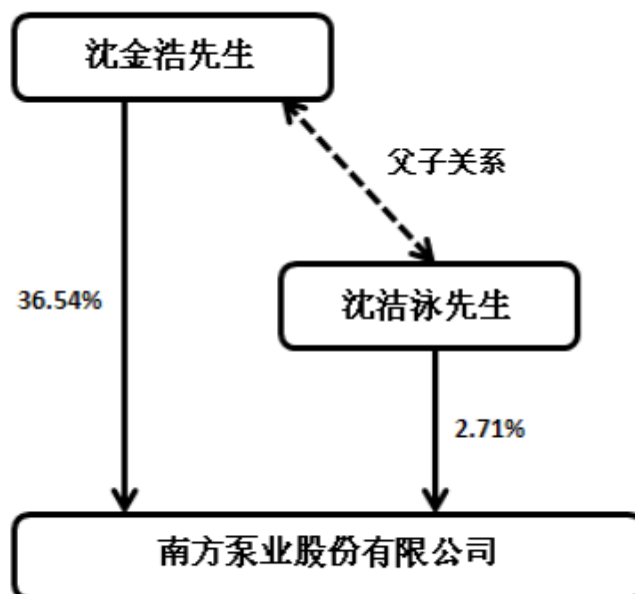 沈金浩先生
父子关系
36.54%
沈洁泳先生
2.71%
南方泵业股份有限公司